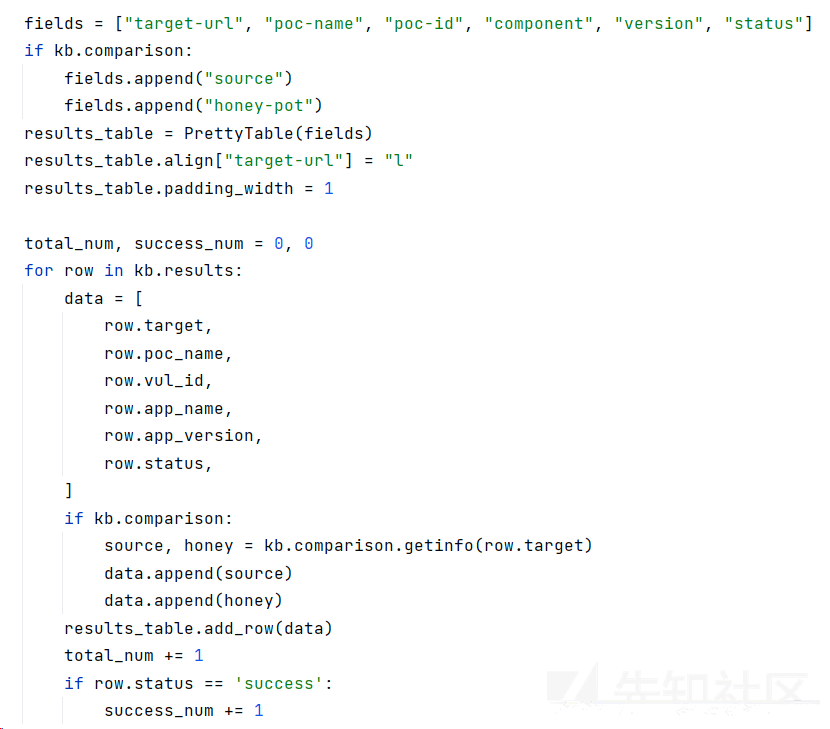 fields = ["target-url", "poc-name", "poc-id", "component", "version", "status"]
if kb.comparison:
    fields.append("source")
    fields.append("honey-pot")
results_table = PrettyTable(fields)
results_table.align["target-url"] = "l"
results_table.padding_width = 1

total_num, success_num = 0, 0
for row in kb.results:
    data = [
        row.target,
        row.poc_name,
        row.vul_id,
        row.app_name,
        row.app_version,
        row.status,
    ]
    if kb.comparison:
        source, honey = kb.comparison.getinfo(row.target)
        data.append(source)
        data.append(honey)
    results_table.add_row(data)
    total_num += 1
    if row.status == 'success':
        success_num += 1
先知社区